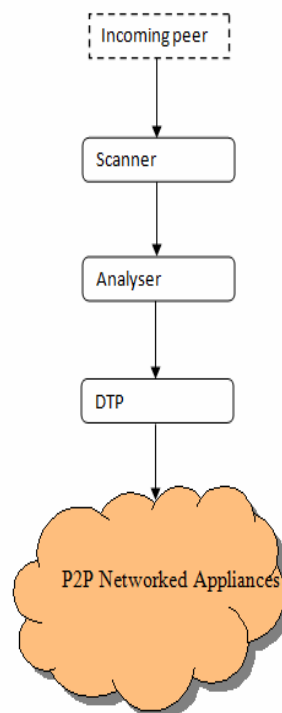 Incoming peer
Scanner
Analyser
DTP
P2P Networked Appliances